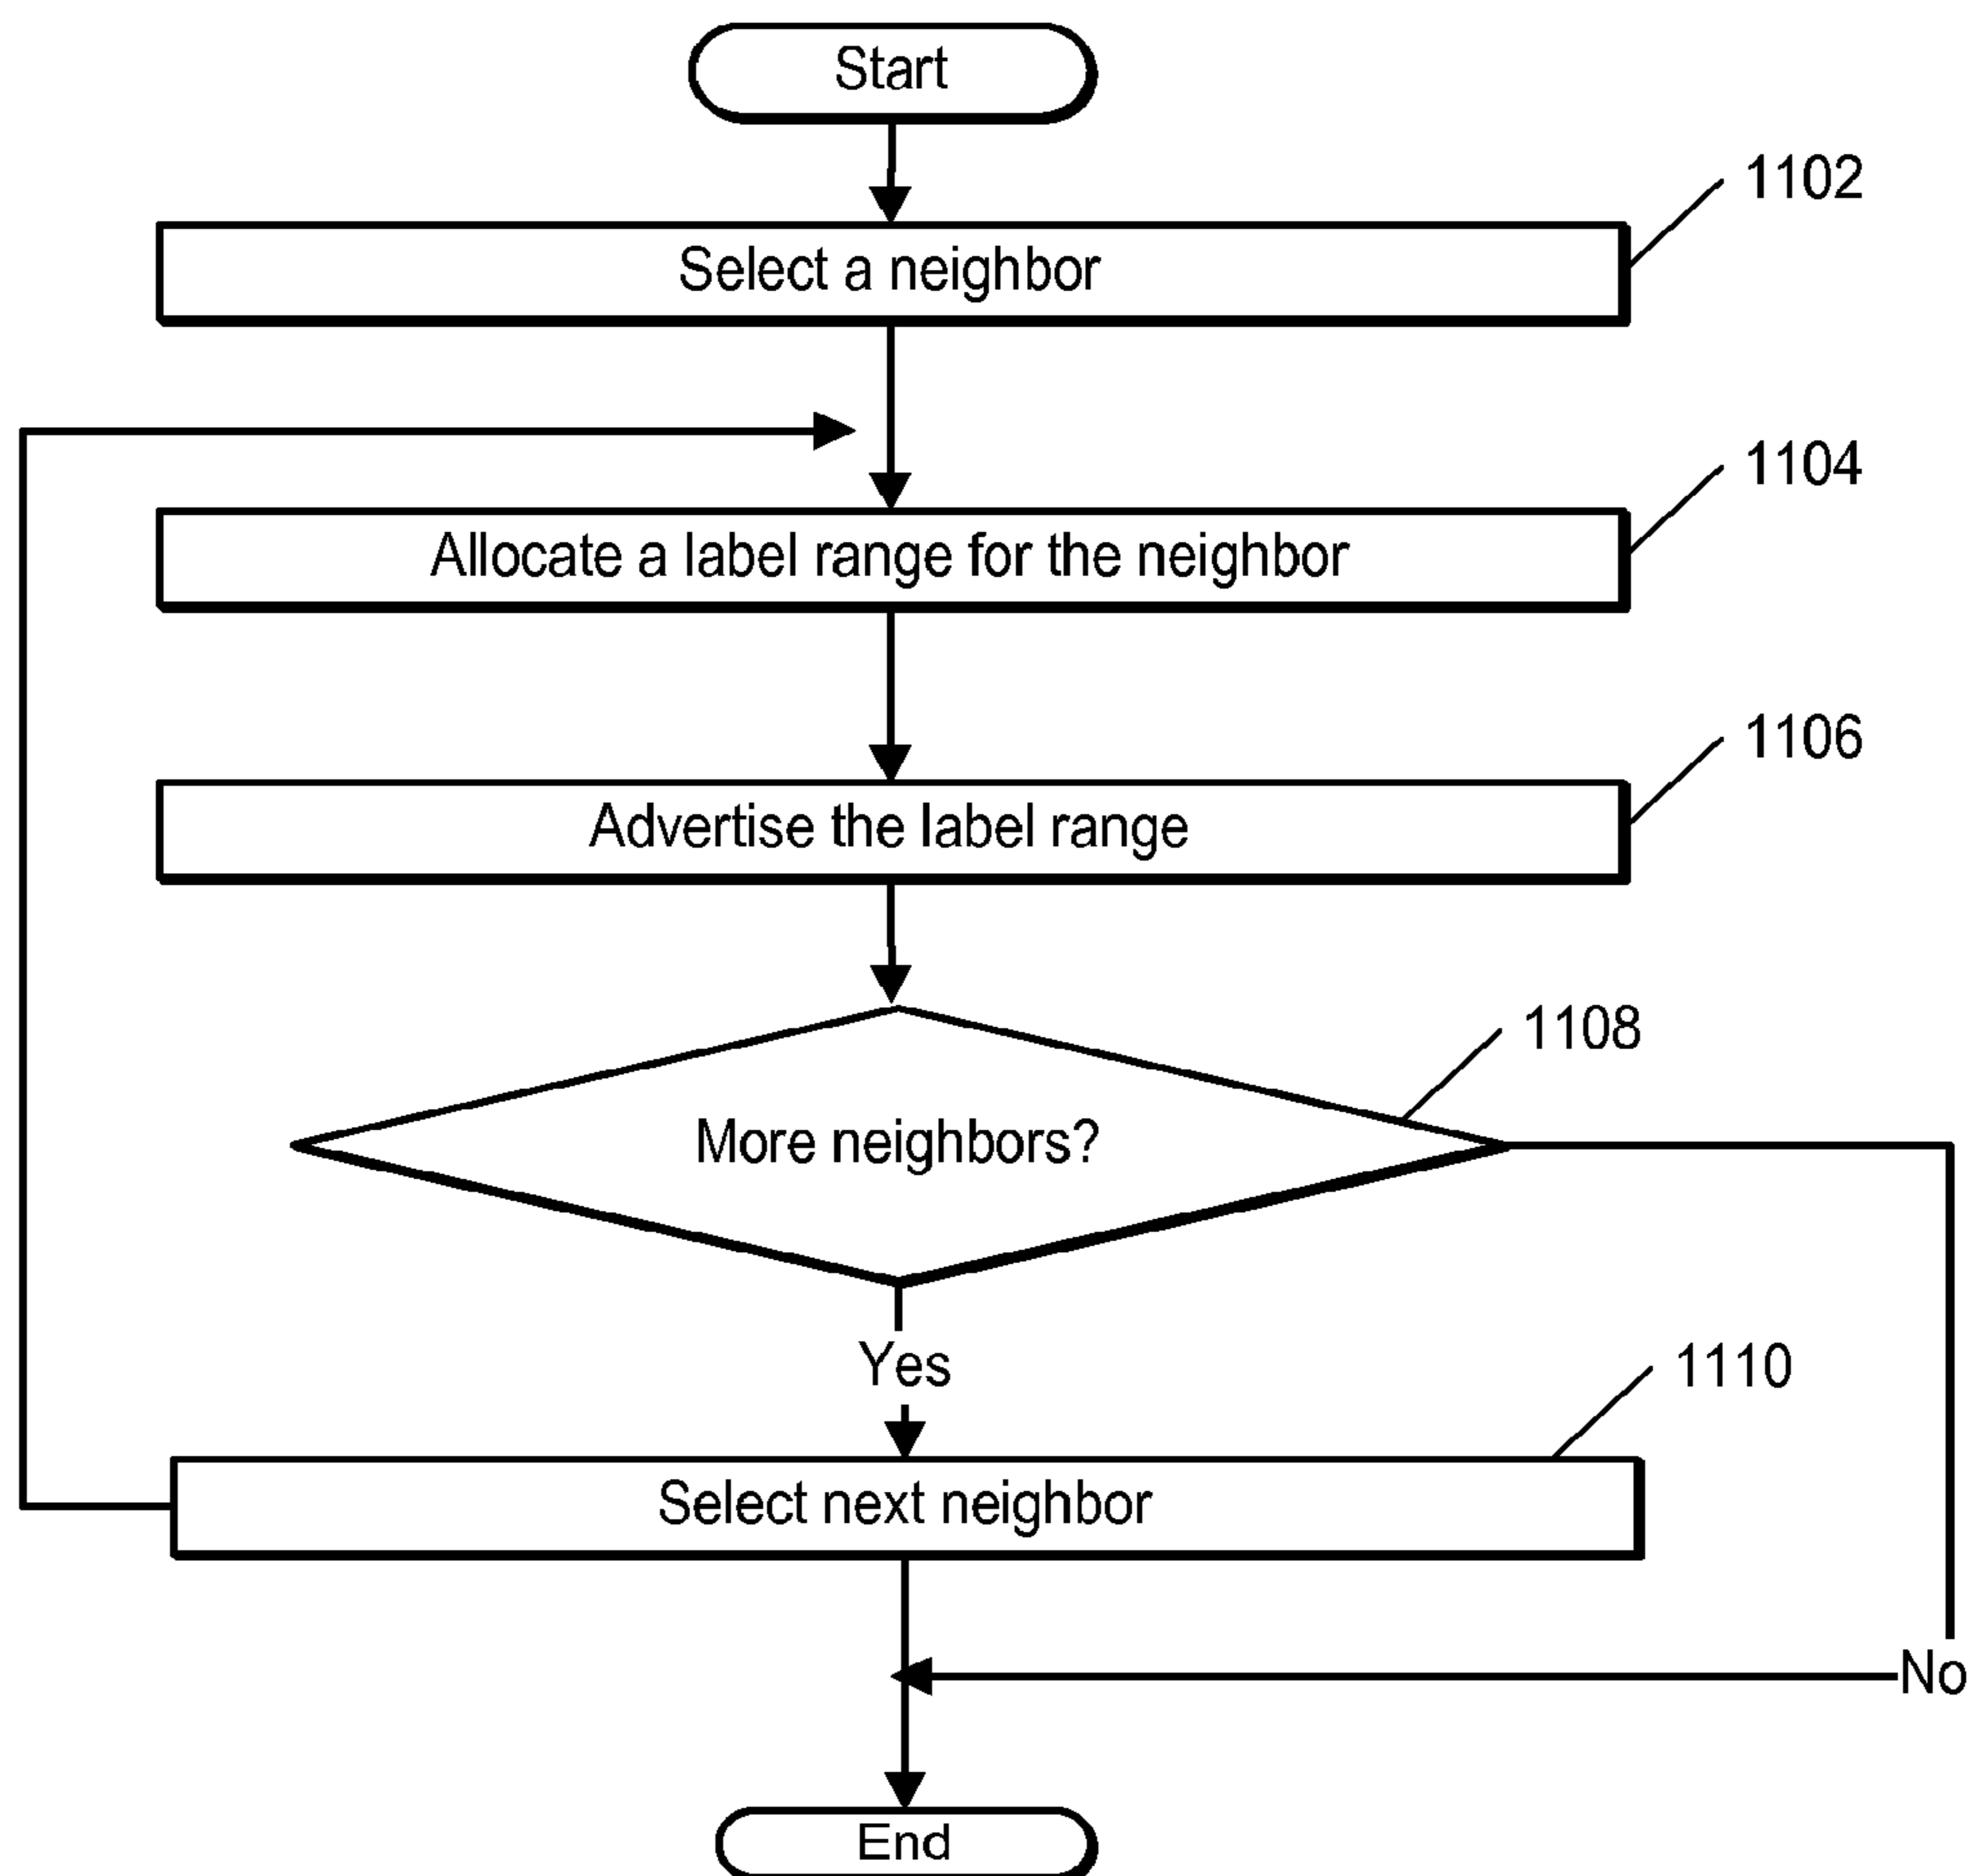 Start
1102
Select a neighbor
1104
Allocate a label range for the neighbor
1106
Advertise the label range
1108
More neighbors?
Yes
1110
Select next neighbor
No
End